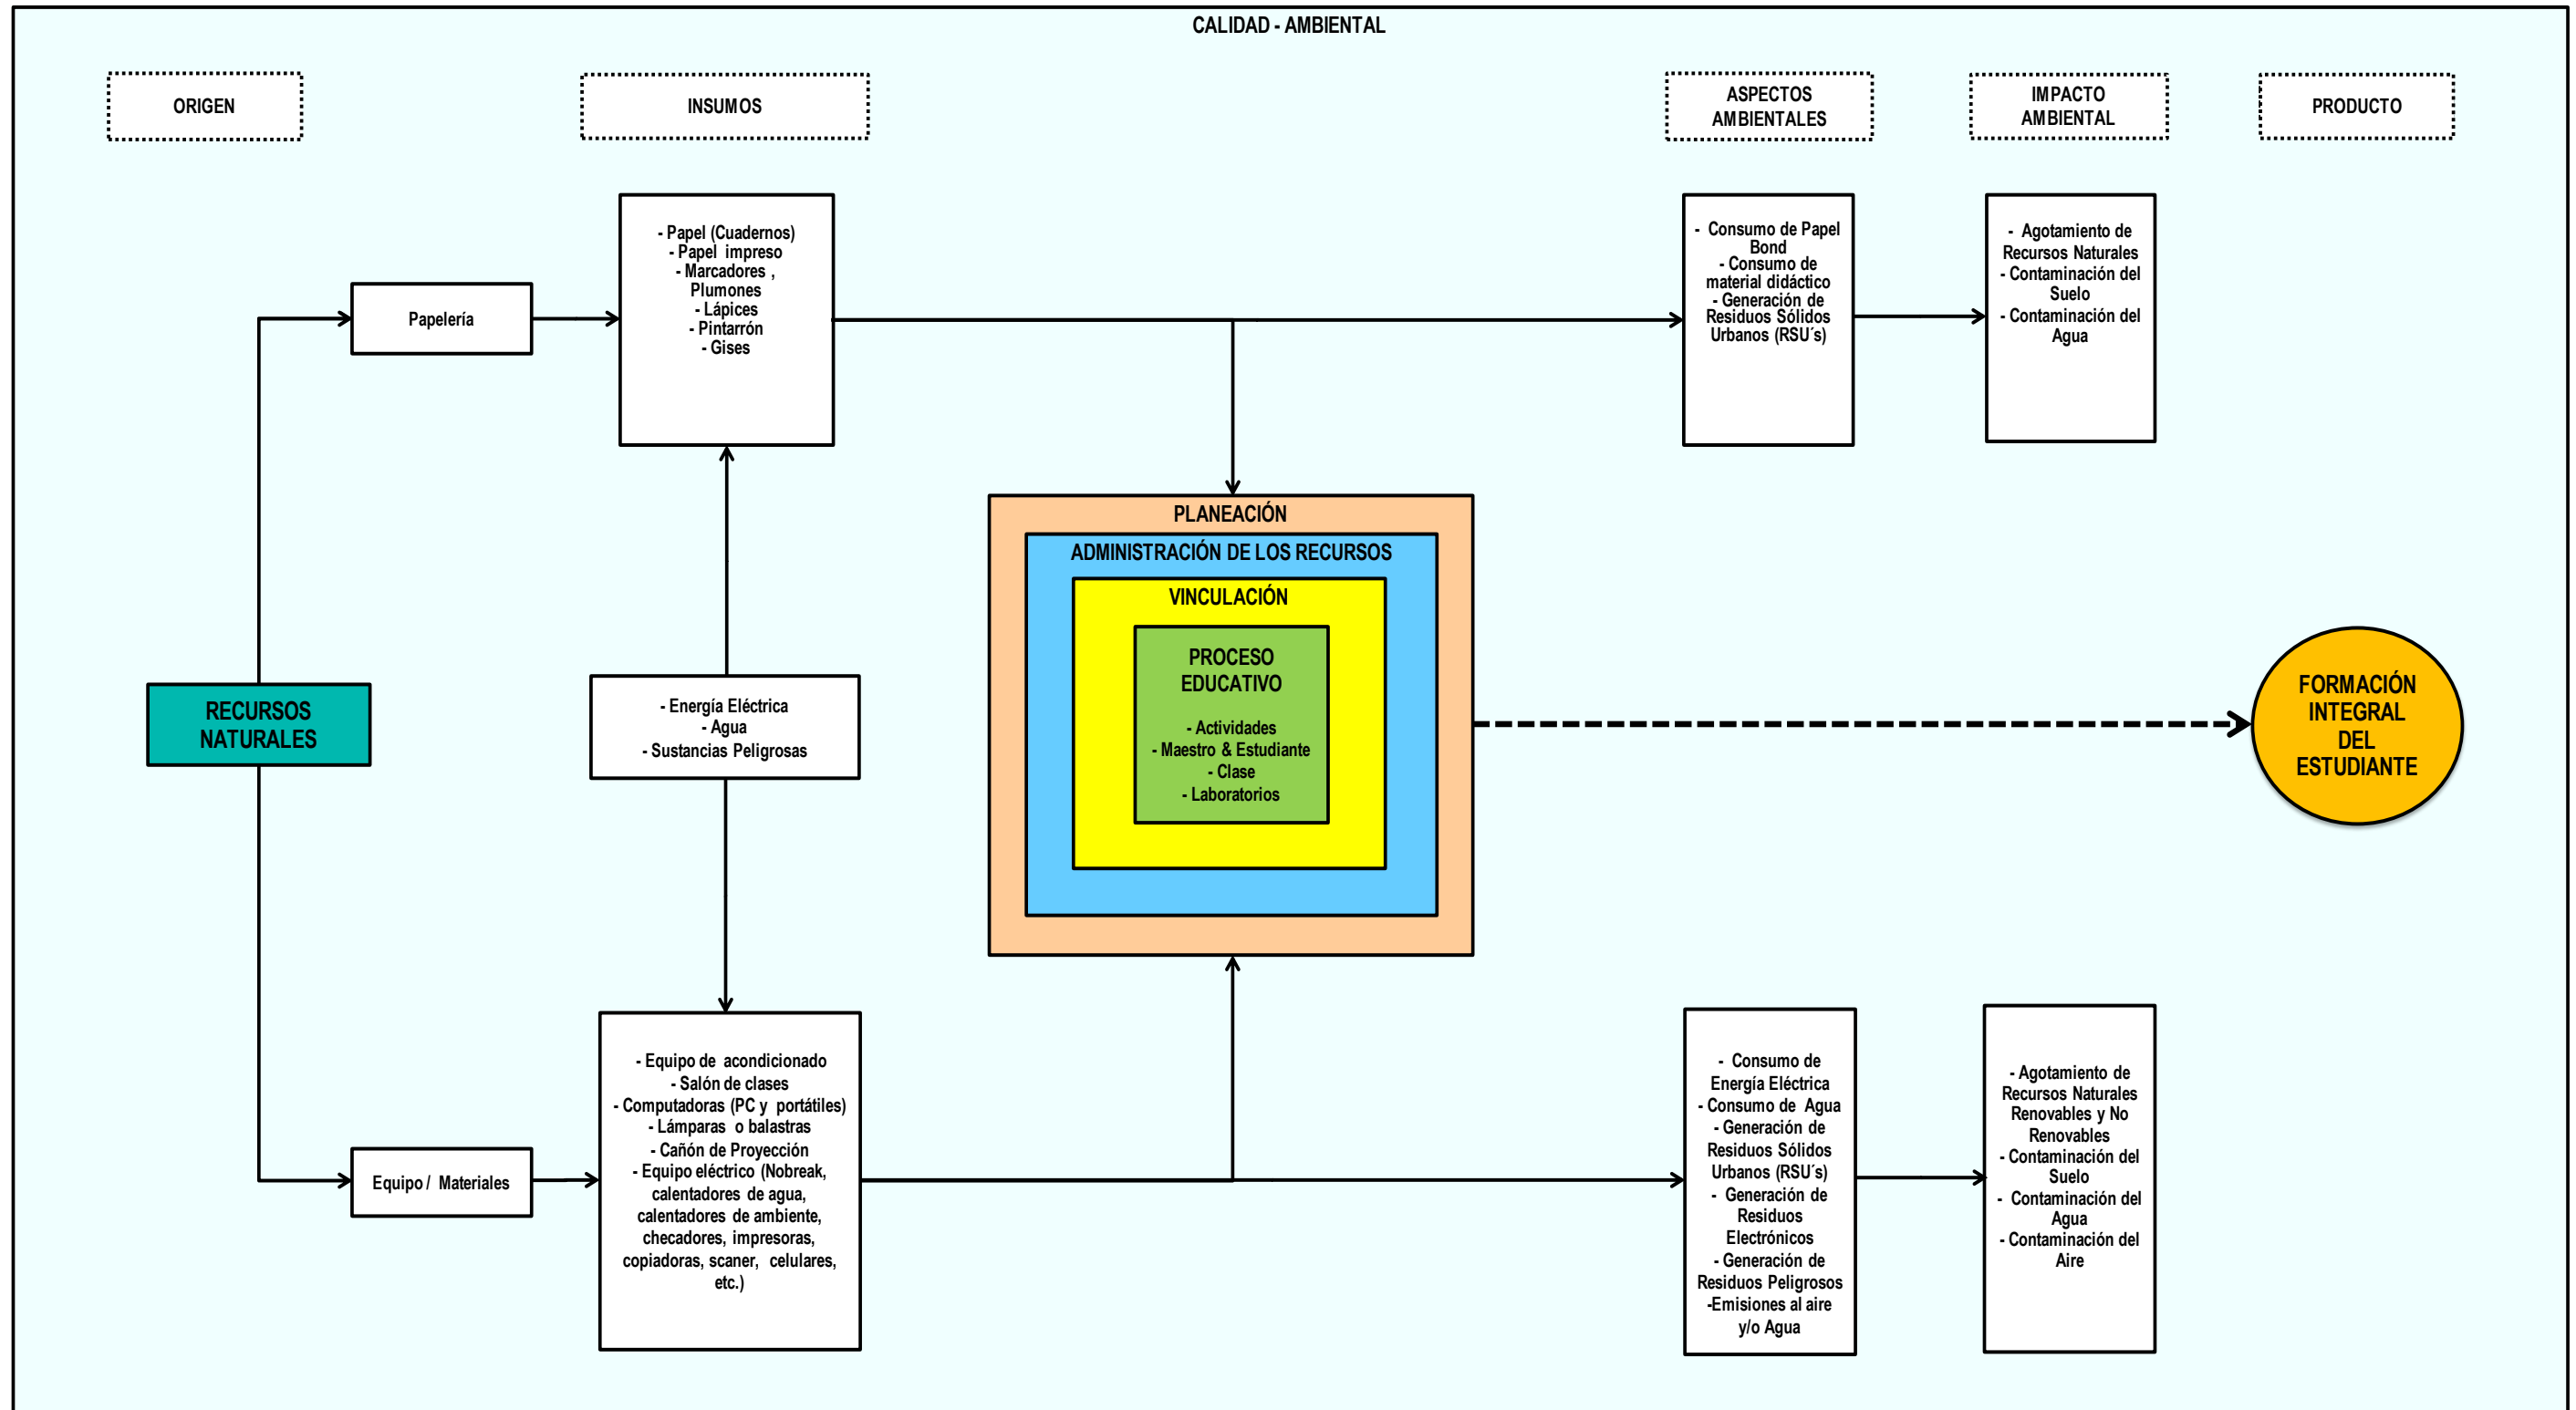 CALIDAD - AMBIENTAL
ORIGEN
INSUMOS
ASPECTOS
AMBIENTALES
IMPACTO
AMBIENTAL
PRODUCTO
- Papel (Cuadernos)
- Papel impreso
- Marcadores ,
Plumones
- Lápices
- Pintarrón
- Gises
- Consumo de Papel
Bond
- Consumo de
material didáctico
- Generación de
Residuos Sólidos
Urbanos (RSU´s)
- Agotamiento de
Recursos Naturales
- Contaminación del
Suelo
- Contaminación del
Agua
Papelería
PLANEACIÓN
ADMINISTRACIÓN DE LOS RECURSOS
VINCULACIÓN
PROCESO
EDUCATIVO
- Actividades
- Maestro & Estudiante
- Clase
- Laboratorios
RECURSOS
NATURALES
- Energía Eléctrica
- Agua
- Sustancias Peligrosas
FORMACIÓN
INTEGRAL
DEL
ESTUDIANTE
- Equipo de acondicionado
- Salón de clases
- Computadoras (PC y portátiles)
- Lámparas o balastras
- Cañón de Proyección
- Equipo eléctrico (Nobreak,
calentadores de agua,
calentadores de ambiente,
checadores, impresoras,
copiadoras, scaner, celulares,
etc.)
Equipo / Materiales
- Consumo de
Energía Eléctrica
- Consumo de Agua
- Generación de
Residuos Sólidos
Urbanos (RSU´s)
- Generación de
Residuos
Electrónicos
- Generación de
Residuos Peligrosos
-Emisiones al aire
y/o Agua
- Agotamiento de
Recursos Naturales
Renovables y No
Renovables
- Contaminación del
Suelo
- Contaminación del
Agua
- Contaminación del
Aire